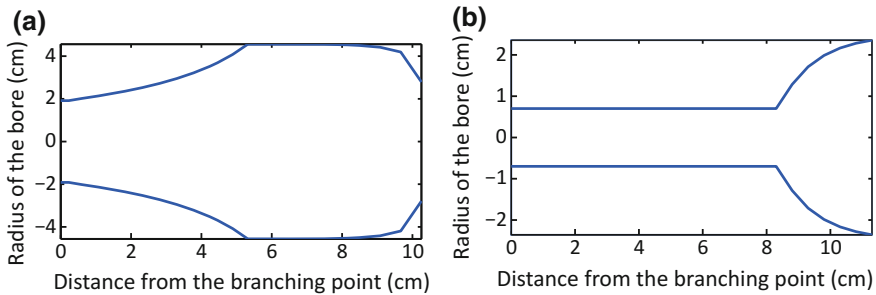 (a)
Radius of the bore (cm)
4
2
0
−2
−4
0 2 4 6 8 10
Distance from the branching point (cm)
(b)
Radius of the bore (cm)
2
1
0
−1
−2
0 2 4 6 8 10
Distance from the branching point (cm)